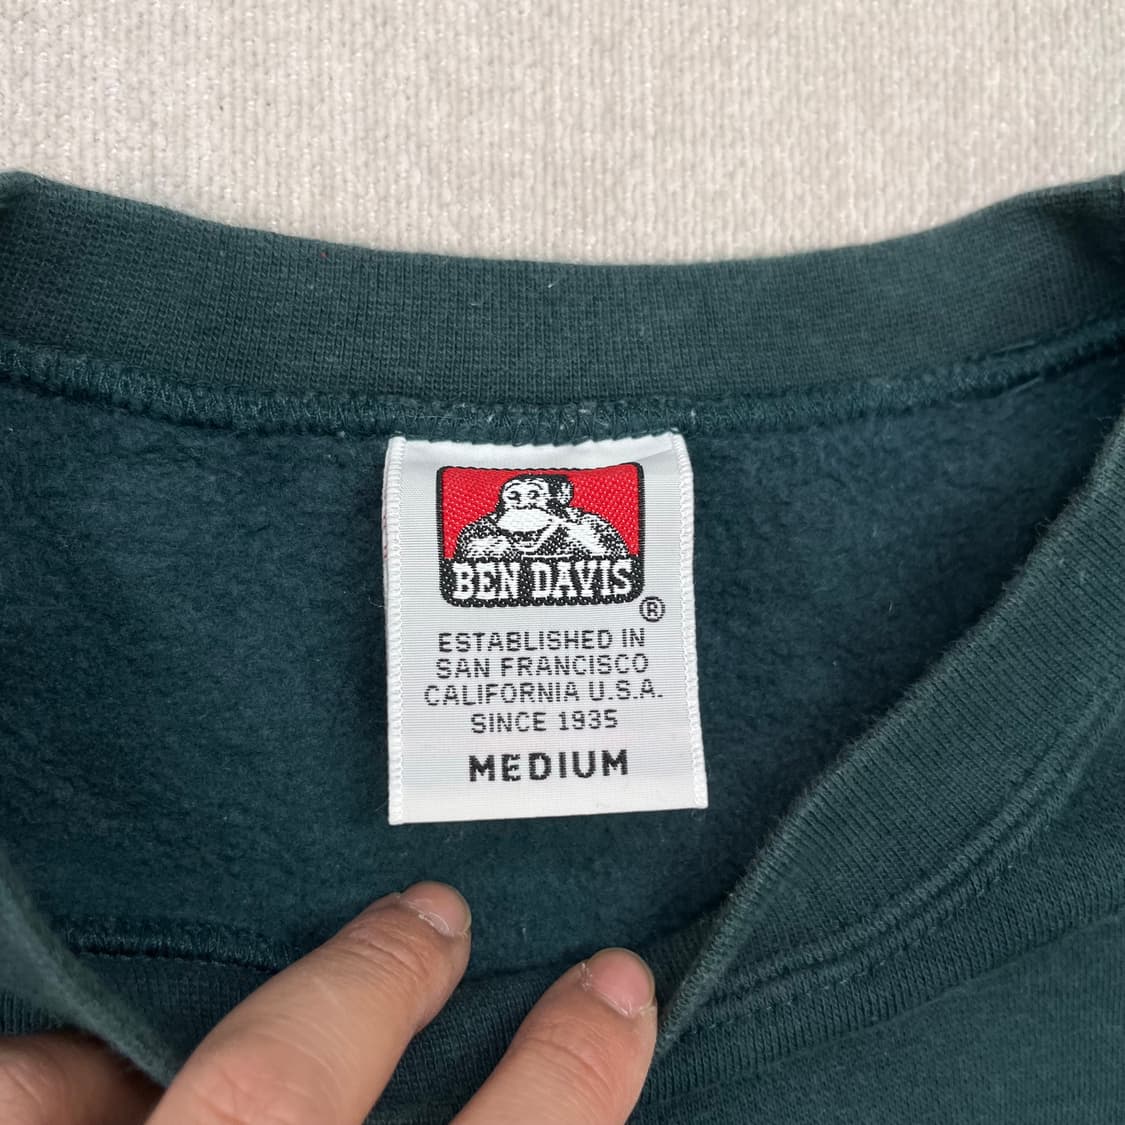 BEN DAVIS
®
ESTABLISHED IN
SAN FRANCISCO
CALIFORNIA U.S.A.
SINCE 1935
MEDIUM